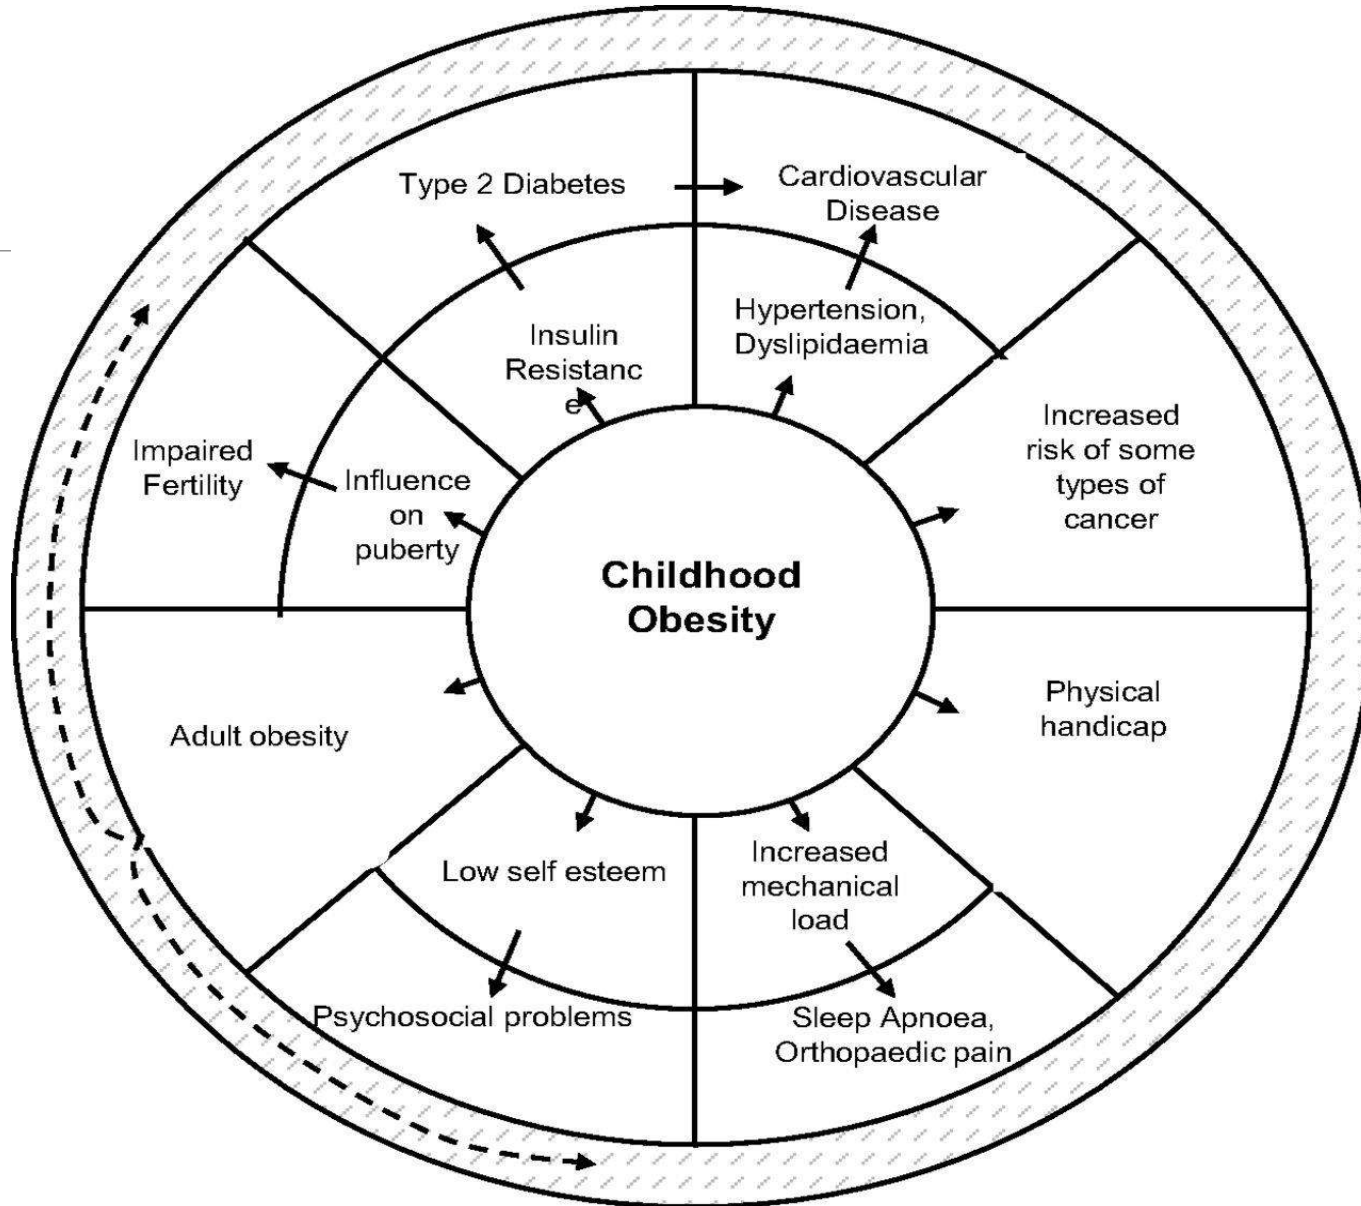 Type 2 Diabetes
Cardiovascular
Disease
Insulin
Resistanc
e
Hypertension,
Dyslipidaemia
Impaired
Fertility
Influence
on
puberty
Increased
risk of some
types of
cancer
Childhood
Obesity
Adult obesity
Physical
handicap
Low self esteem
Increased
mechanical
load
Psychosocial problems
Sleep Apnoea,
Orthopaedic pain